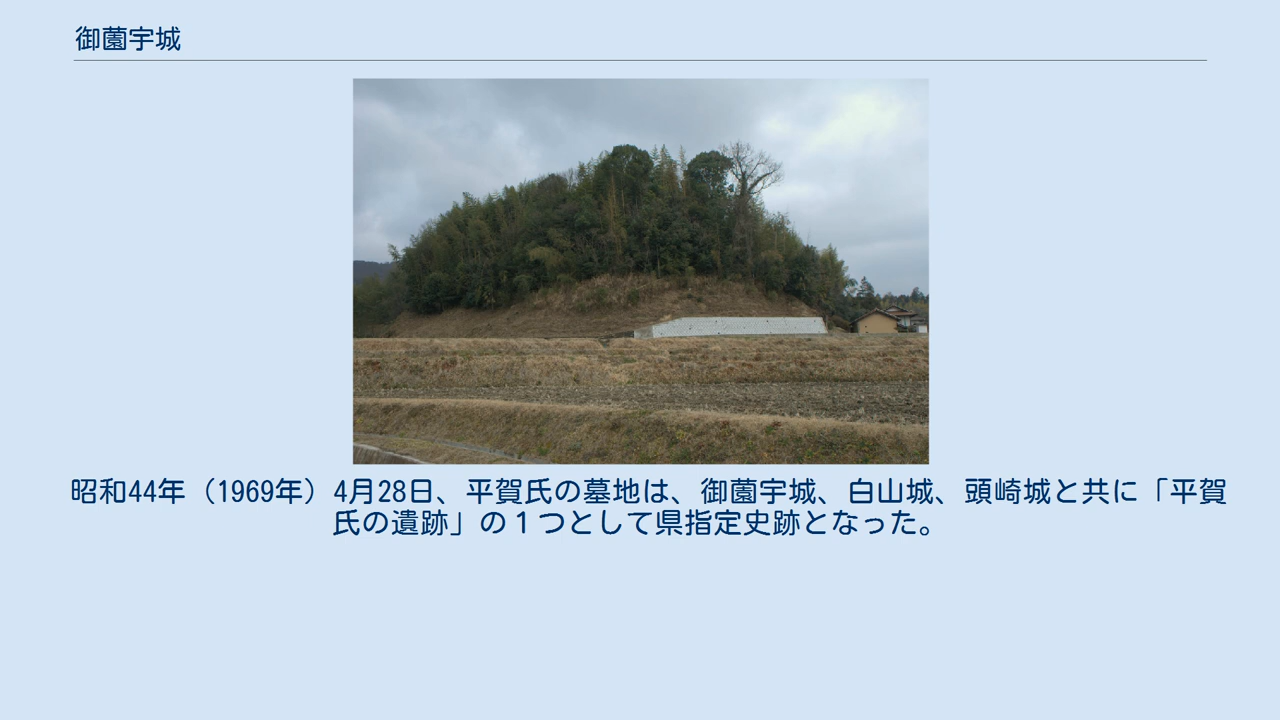 御薗宇城
昭和44年（1969年）4月28日、平賀氏の墓地は、御薗宇城、白山城、頭崎城と共に「平賀
氏の遺跡」の１つとして県指定史跡となった。